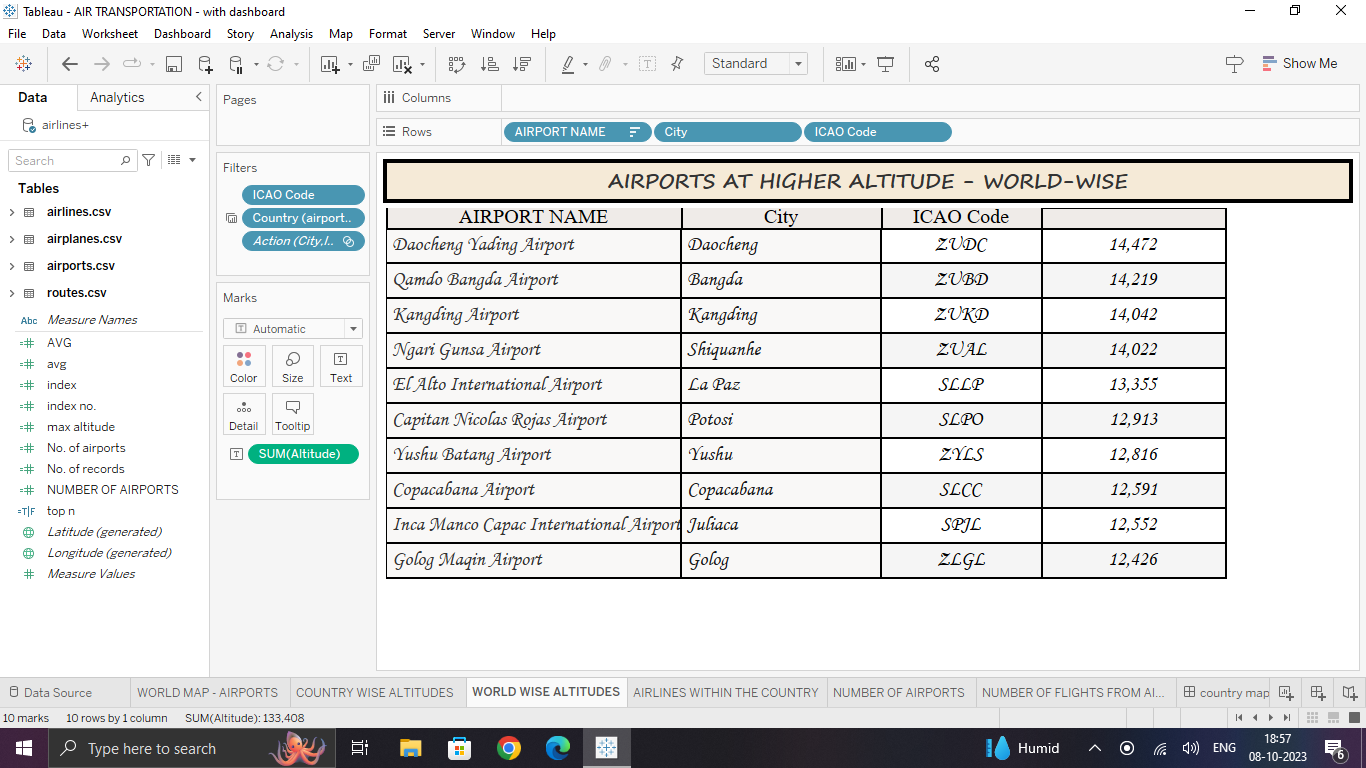 Tableau - AIR TRANSPORTATION - with dashboard
File Data Worksheet Dashboard Story Analysis Map Format Server Window Help
Standard
Show Me
Data Analytics
airlines+
Search
Tables
airlines.csv
airplanes.csv
airports.csv
routes.csv
Abc Measure Names
AVG
avg
index
index no.
max altitude
No. of airports
No. of records
NUMBER OF AIRPORTS
T|F top n
Latitude (generated)
Longitude (generated)
Measure Values
Pages
Filters
ICAO Code
Country (airport..
Action (City,I..
Marks
Automatic
Color Size Text
Detail Tooltip
SUM(Altitude)
Columns
Rows AIRPORT NAME City ICAO Code
AIRPORTS AT HIGHER ALTITUDE - WORLD-WISE
AIRPORT NAME City ICAO Code
Daocheng Yading Airport Daocheng ZUDC 14,472
Qamdo Bangda Airport Bangda ZUBD 14,219
Kangding Airport Kangding ZUKD 14,042
Ngari Gunsa Airport Shiquanhe ZUAL 14,022
El Alto International Airport La Paz SLLP 13,355
Capitan Nicolas Rojas Airport Potosi SLPO 12,913
Yushu Batang Airport Yushu ZYLS 12,816
Copacabana Airport Copacabana SLCC 12,591
Inca Manco Capac International Airport Juliaca SPJL 12,552
Golog Maqin Airport Golog ZLGL 12,426
Data Source WORLD MAP - AIRPORTS COUNTRY WISE ALTITUDES WORLD WISE ALTITUDES AIRLINES WITHIN THE COUNTRY NUMBER OF AIRPORTS NUMBER OF FLIGHTS FROM AI... country map
10 marks 10 rows by 1 column SUM(Altitude): 133,408
Type here to search
Humid
ENG
18:57
08-10-2023
6